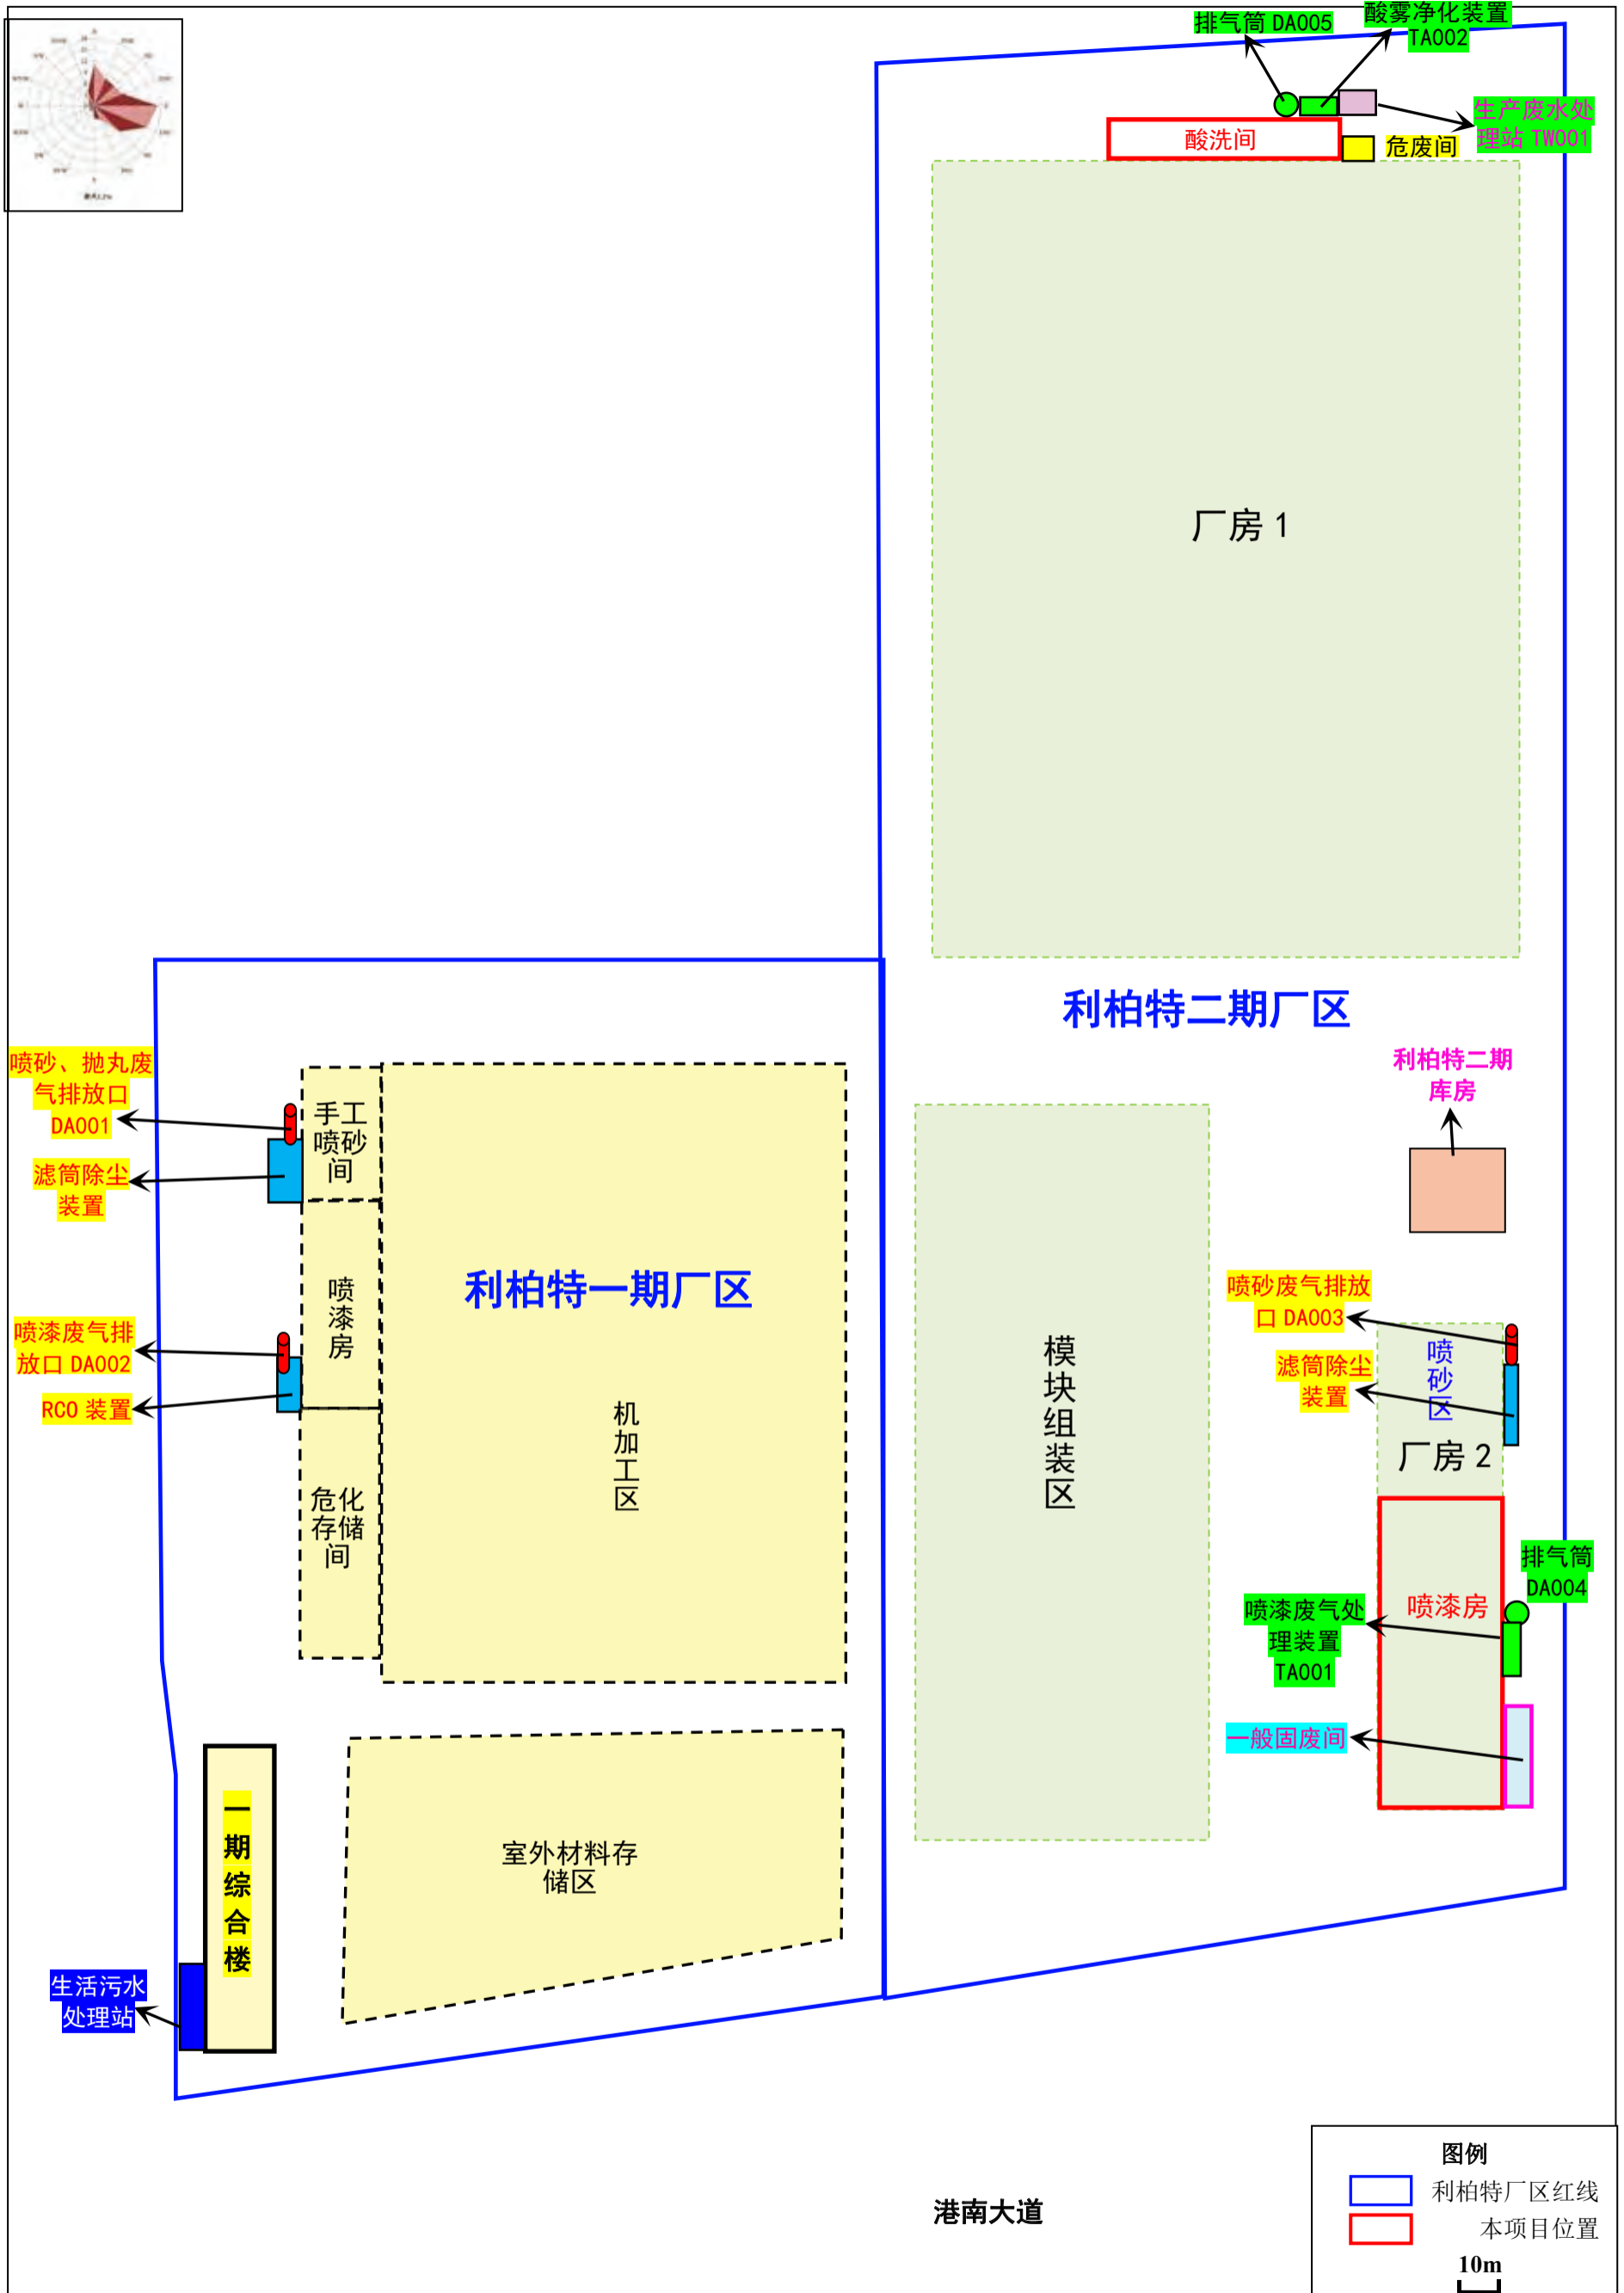 排气筒 DA005
酸雾净化装置
TA002
生产废水处
理站 TW001
酸洗间
危废间
厂房 1
利柏特二期厂区
利柏特二期
库房
喷砂、抛丸废
气排放口
DA001
手工
喷砂
间
滤筒除尘
装置
喷
漆
房
利柏特一期厂区
喷漆废气排
放口 DA002
RCO 装置
机
加
工
区
危化
存储
间
模
块
组
装
区
喷砂废气排放
口 DA003
滤筒除尘
装置
喷
砂
区
厂房 2
排气筒
DA004
喷漆废气处
理装置
TA001
喷漆房
一般固废间
一
期
综
合
楼
室外材料存
储区
生活污水
处理站
港南大道
图例
利柏特厂区红线
本项目位置
10m